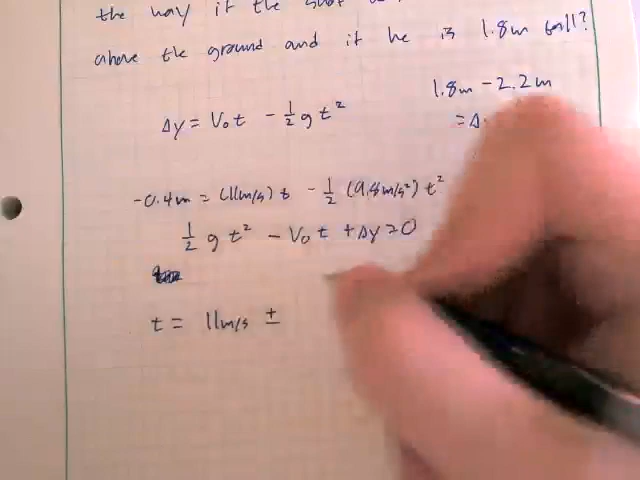 the way if the shot
above the ground and if he is 1.8m tall?
1.8m - 2.2m
= Δ
Δy = V₀t - ½gt²
-0.4m = (11m/s)t - ½(9.8m/s²)t²
½gt² - V₀t + Δy = 0
t = 11m/s ±